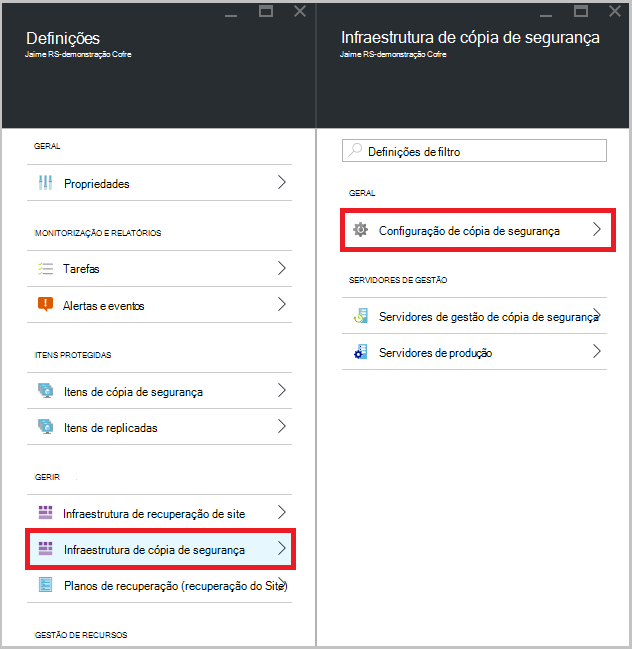 Definições
Jaime RS-demonstração Cofre
GERAL
Propriedades
MONITORIZAÇÃO E RELATÓRIOS
Tarefas
Alertas e eventos
ITENS PROTEGIDAS
Itens de cópia de segurança
Itens de replicadas
GERIR
Infraestrutura de recuperação de site
Infraestrutura de cópia de segurança
Planos de recuperação (recuperação do Site)
GESTÃO DE RECURSOS
Infraestrutura de cópia de segurança
Jaime RS-demonstração Cofre
Definições de filtro
GERAL
Configuração de cópia de segurança
SERVIDORES DE GESTÃO
Servidores de gestão de cópia de segurança
Servidores de produção